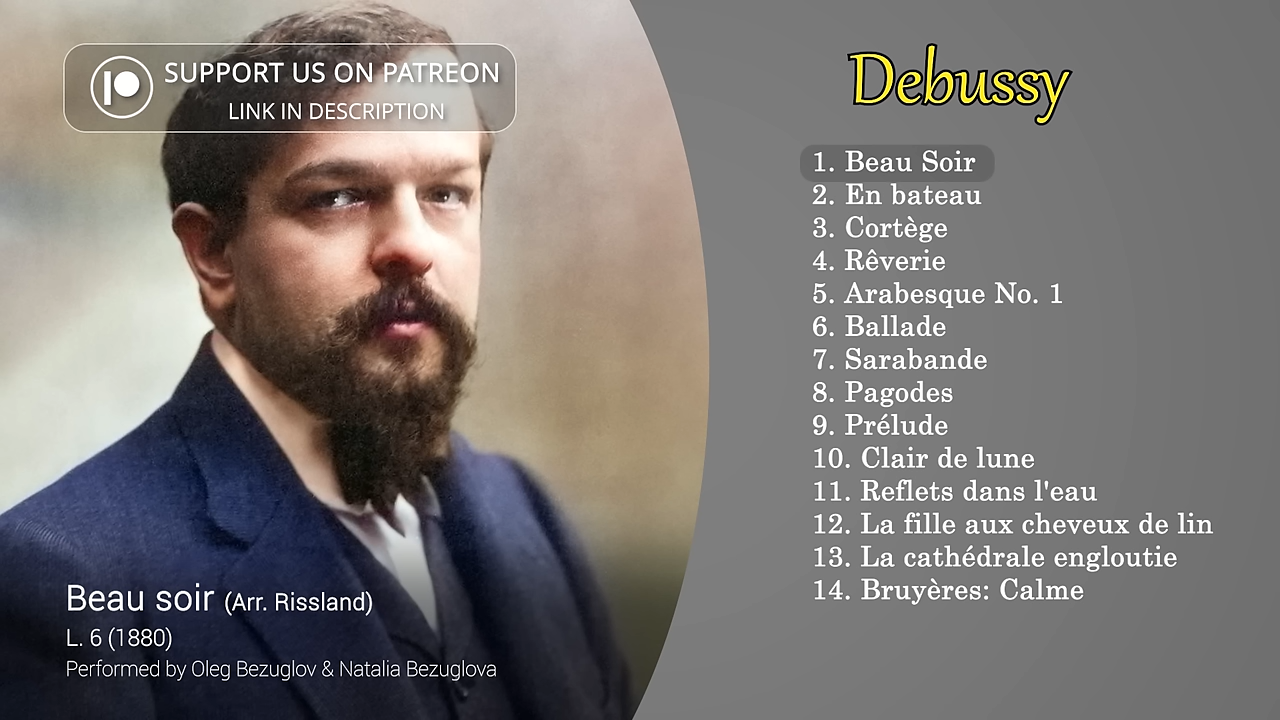 SUPPORT US ON PATREON
LINK IN DESCRIPTION
Debussy
1. Beau Soir
2. En bateau
3. Cortège
4. Rêverie
5. Arabesque No. 1
6. Ballade
7. Sarabande
8. Pagodes
9. Prélude
10. Clair de lune
11. Reflets dans l'eau
12. La fille aux cheveux de lin
13. La cathédrale engloutie
14. Bruyères: Calme
Beau soir (Arr. Rissland)
L. 6 (1880)
Performed by Oleg Bezuglov & Natalia Bezuglova